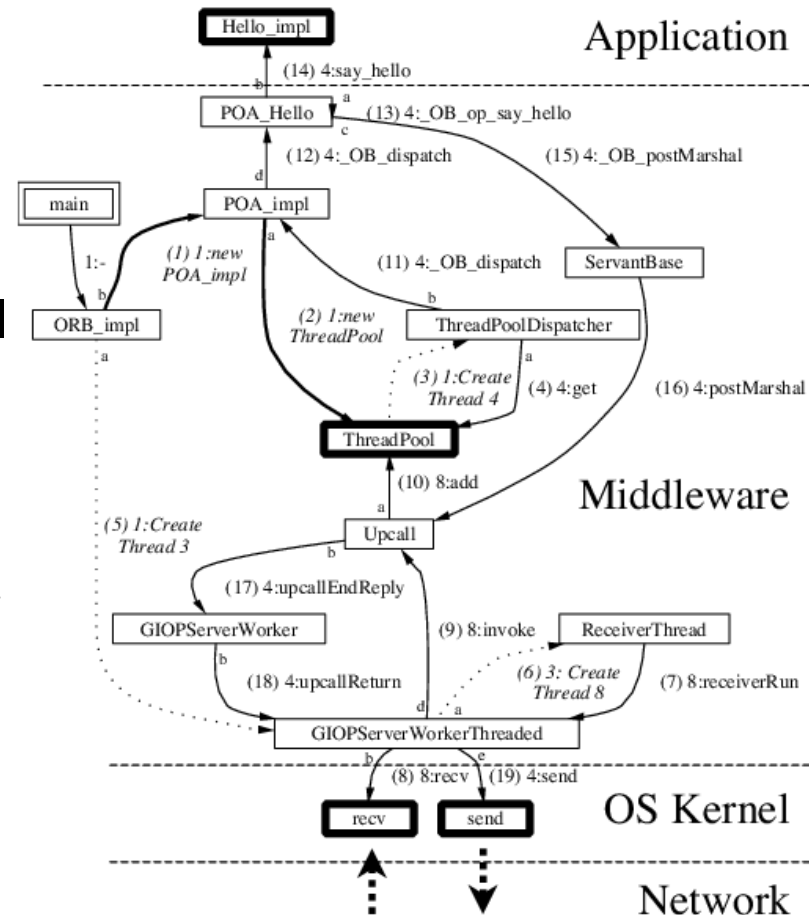 Hello_impl
Application
(14) 4:say_hello
b
a
POA_Hello
(13) 4:_OB_op_say_hello
c
(12) 4:_OB_dispatch
(15) 4:_OB_postMarshal
d
main
POA_impl
a
(1) 1:new
POA_impl
1:-
(11) 4:_OB_dispatch
ServantBase
b
b
(2) 1:new
ThreadPool
ORB_impl
ThreadPoolDispatcher
a
a
(3) 1:Create
Thread 4
(4) 4:get
(16) 4:postMarshal
ThreadPool
(10) 8:add
Middleware
a
(5) 1:Create
Thread 3
Upcall
b
(17) 4:upcallEndReply
GIOPServerWorker
(9) 8:invoke
ReceiverThread
b
(18) 4:upcallReturn
(6) 3: Create
Thread 8
(7) 8:receiverRun
d
a
GIOPServerWorkerThreaded
b
e
(8) 8:recv
(19) 4:send
recv
send
OS Kernel
Network